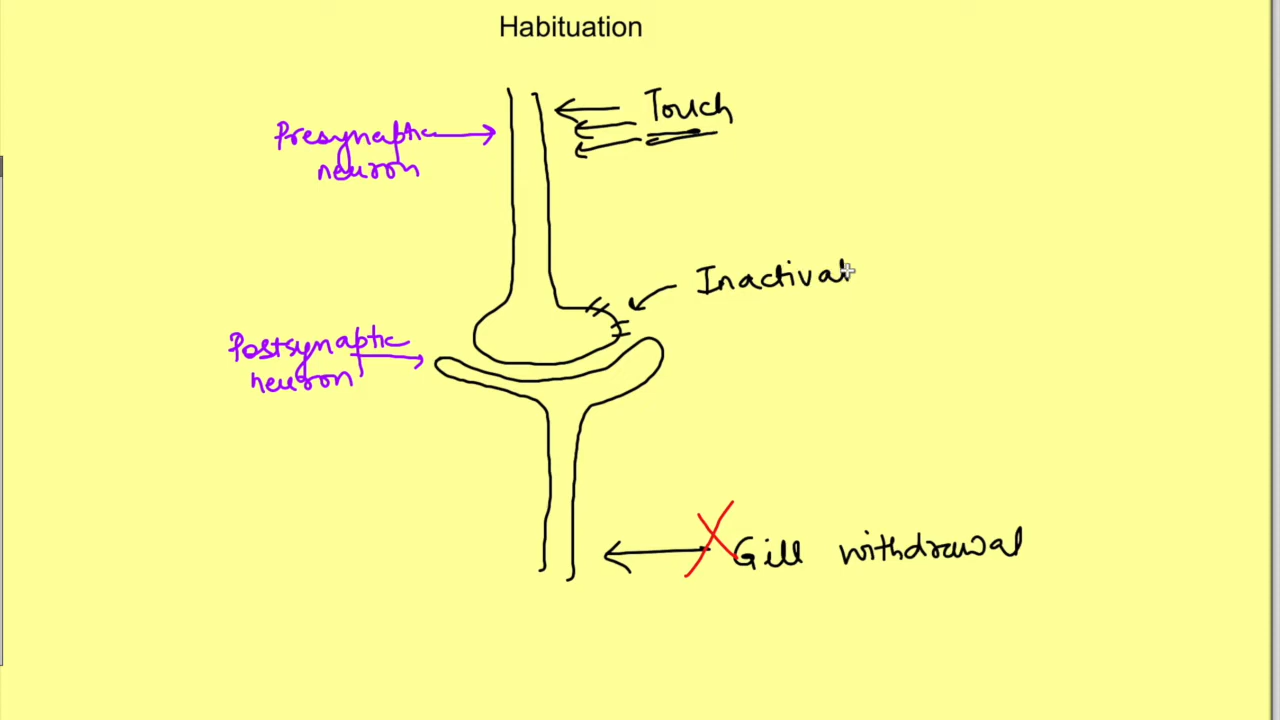 Habituation
Touch
Presynaptic
neuron
Inactivat
Postsynaptic
neuron
Gill withdrawal